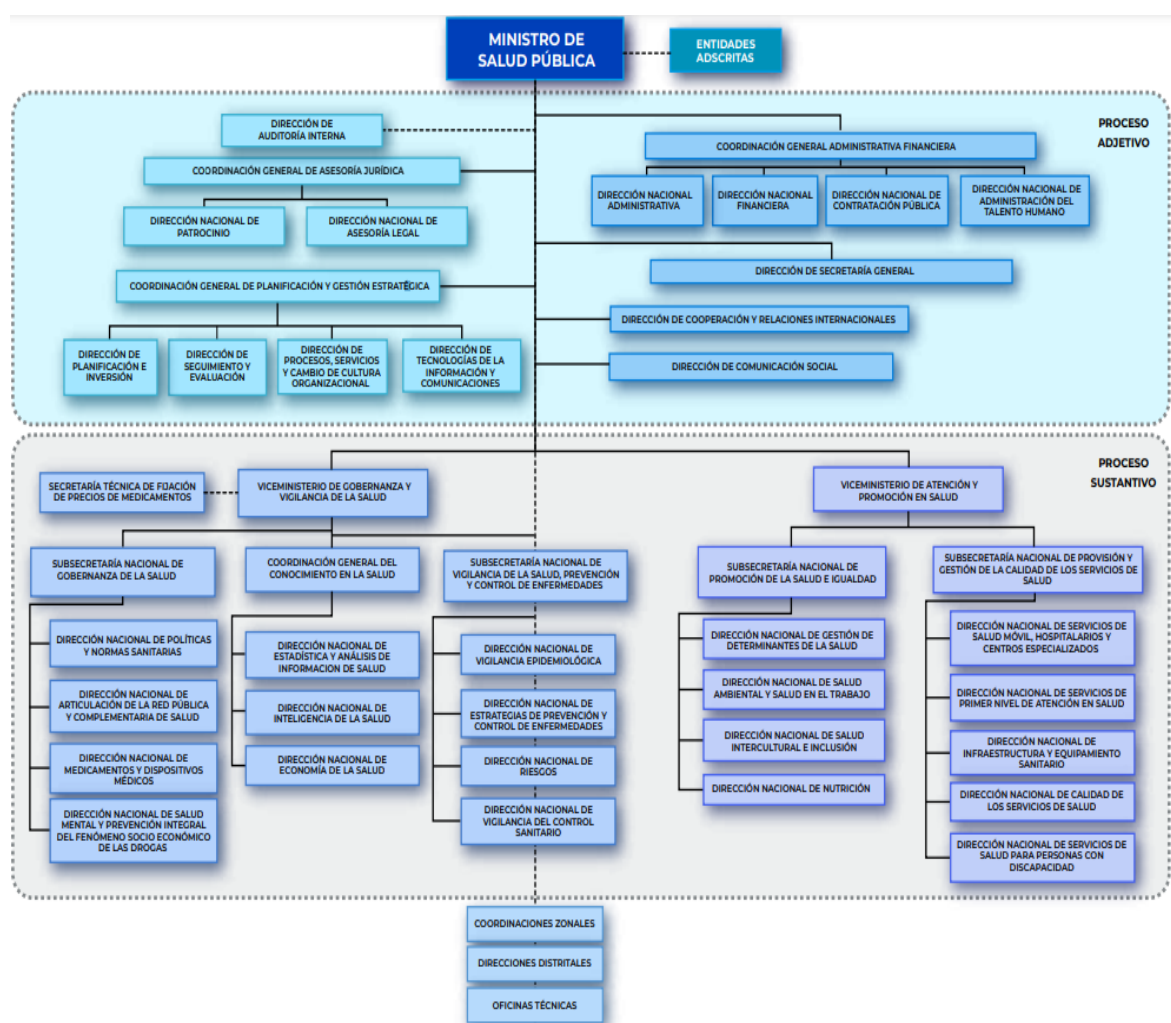 MINISTRO DE
SALUD PÚBLICA
ENTIDADES
ADSCRITAS
PROCESO
ADJETIVO
DIRECCIÓN DE
AUDITORÍA INTERNA
COORDINACIÓN GENERAL DE ASESORÍA JURÍDICA
DIRECCIÓN NACIONAL DE
PATROCINIO
DIRECCIÓN NACIONAL DE
ASESORÍA LEGAL
COORDINACIÓN GENERAL DE PLANIFICACIÓN Y GESTIÓN ESTRATÉGICA
DIRECCIÓN DE
PLANIFICACIÓN E
INVERSIÓN
DIRECCIÓN DE
SEGUIMIENTO Y
EVALUACIÓN
DIRECCIÓN DE
PROCESOS, SERVICIOS
Y CAMBIO DE CULTURA
ORGANIZACIONAL
DIRECCIÓN DE
TECNOLOGÍAS DE LA
INFORMACIÓN Y
COMUNICACIONES
COORDINACIÓN GENERAL ADMINISTRATIVA FINANCIERA
DIRECCIÓN NACIONAL
ADMINISTRATIVA
DIRECCIÓN NACIONAL
FINANCIERA
DIRECCIÓN NACIONAL DE
CONTRATACIÓN PÚBLICA
DIRECCIÓN NACIONAL DE
ADMINISTRACIÓN DEL
TALENTO HUMANO
DIRECCIÓN DE SECRETARÍA GENERAL
DIRECCIÓN DE COOPERACIÓN Y RELACIONES INTERNACIONALES
DIRECCIÓN DE COMUNICACIÓN SOCIAL
PROCESO
SUSTANTIVO
SECRETARÍA TÉCNICA DE FIJACIÓN
DE PRECIOS DE MEDICAMENTOS
VICEMINISTERIO DE GOBERNANZA Y
VIGILANCIA DE LA SALUD
SUBSECRETARÍA NACIONAL DE
GOBERNANZA DE LA SALUD
DIRECCIÓN NACIONAL DE POLÍTICAS
Y NORMAS SANITARIAS
DIRECCIÓN NACIONAL DE
ARTICULACIÓN DE LA RED PÚBLICA
Y COMPLEMENTARIA DE SALUD
DIRECCIÓN NACIONAL DE
MEDICAMENTOS Y DISPOSITIVOS
MÉDICOS
DIRECCIÓN NACIONAL DE SALUD
MENTAL Y PREVENCIÓN INTEGRAL
DEL FENÓMENO SOCIO ECONÓMICO
DE LAS DROGAS
COORDINACIÓN GENERAL DEL
CONOCIMIENTO EN LA SALUD
DIRECCIÓN NACIONAL DE
ESTADÍSTICA Y ANÁLISIS DE
INFORMACION DE SALUD
DIRECCIÓN NACIONAL DE
INTELIGENCIA DE LA SALUD
DIRECCIÓN NACIONAL DE
ECONOMÍA DE LA SALUD
SUBSECRETARÍA NACIONAL DE
VIGILANCIA DE LA SALUD, PREVENCIÓN
Y CONTROL DE ENFERMEDADES
DIRECCIÓN NACIONAL DE
VIGILANCIA EPIDEMIOLÓGICA
DIRECCIÓN NACIONAL DE
ESTRATEGIAS DE PREVENCIÓN Y
CONTROL DE ENFERMEDADES
DIRECCIÓN NACIONAL DE
RIESGOS
DIRECCIÓN NACIONAL DE
VIGILANCIA DEL CONTROL
SANITARIO
VICEMINISTERIO DE ATENCIÓN Y
PROMOCIÓN EN SALUD
SUBSECRETARÍA NACIONAL DE
PROMOCIÓN DE LA SALUD E IGUALDAD
DIRECCIÓN NACIONAL DE GESTIÓN DE
DETERMINANTES DE LA SALUD
DIRECCIÓN NACIONAL DE SALUD
AMBIENTAL Y SALUD EN EL TRABAJO
DIRECCIÓN NACIONAL DE SALUD
INTERCULTURAL E INCLUSIÓN
DIRECCIÓN NACIONAL DE NUTRICIÓN
SUBSECRETARÍA NACIONAL DE PROVISIÓN Y
GESTIÓN DE LA CALIDAD DE LOS SERVICIOS DE
SALUD
DIRECCIÓN NACIONAL DE SERVICIOS DE
SALUD MÓVIL, HOSPITALARIOS Y
CENTROS ESPECIALIZADOS
DIRECCIÓN NACIONAL DE SERVICIOS DE
PRIMER NIVEL DE ATENCIÓN EN SALUD
DIRECCIÓN NACIONAL DE
INFRAESTRUCTURA Y EQUIPAMIENTO
SANITARIO
DIRECCIÓN NACIONAL DE CALIDAD DE
LOS SERVICIOS DE SALUD
DIRECCIÓN NACIONAL DE SERVICIOS DE
SALUD PARA PERSONAS CON
DISCAPACIDAD
COORDINACIONES ZONALES
DIRECCIONES DISTRITALES
OFICINAS TÉCNICAS